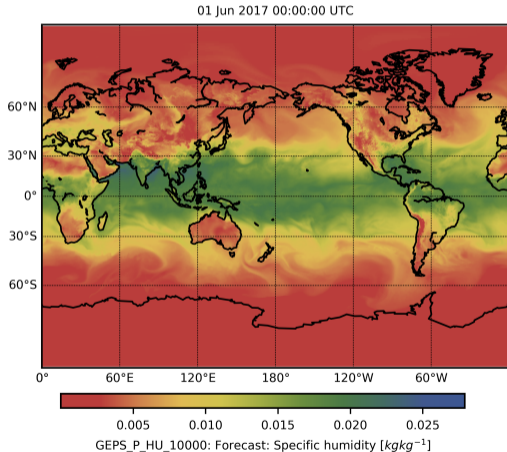 01 Jun 2017 00:00:00 UTC
60°N
30°N
0°
30°S
60°S
0° 60°E 120°E 180° 120°W 60°W
0.005 0.010 0.015 0.020 0.025
GEPS_P_HU_10000: Forecast: Specific humidity [kgkg⁻¹]